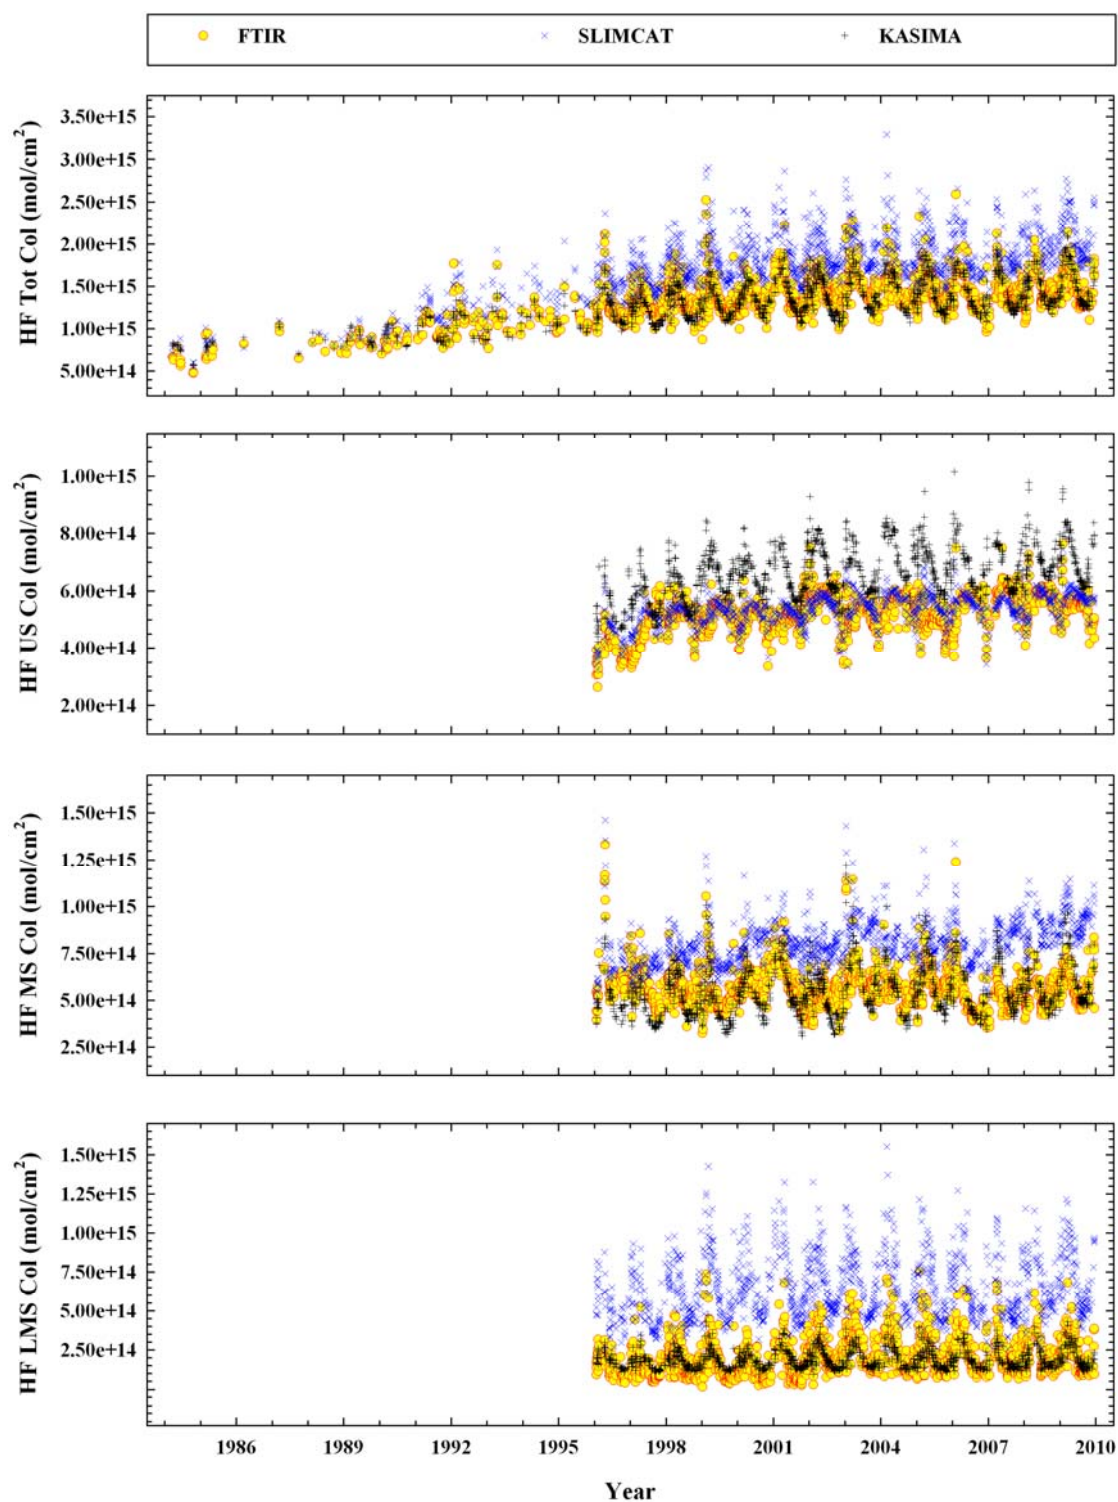 FTIR SLIMCAT KASIMA
HF Tot Col (mol/cm²)
3.50e+15
3.00e+15
2.50e+15
2.00e+15
1.50e+15
1.00e+15
5.00e+14
HF US Col (mol/cm²)
1.00e+15
8.00e+14
6.00e+14
4.00e+14
2.00e+14
HF MS Col (mol/cm²)
1.50e+15
1.25e+15
1.00e+15
7.50e+14
5.00e+14
2.50e+14
HF LMS Col (mol/cm²)
1.50e+15
1.25e+15
1.00e+15
7.50e+14
5.00e+14
2.50e+14
1986 1989 1992 1995 1998 2001 2004 2007 2010
Year